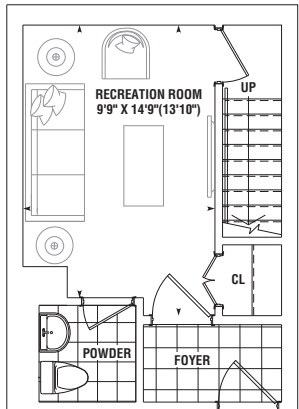 RECREATION ROOM
9'9" X 14'9"(13'10")
UP
CL
POWDER
FOYER